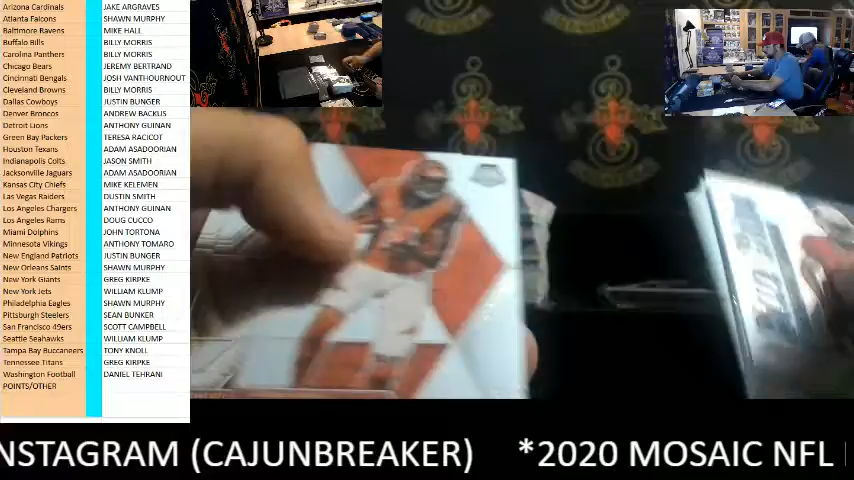 Arizona Cardinals JAKE ARGRAVES
Atlanta Falcons SHAWN MURPHY
Baltimore Ravens MIKE HALL
Buffalo Bills BILLY MORRIS
Carolina Panthers BILLY MORRIS
Chicago Bears JEREMY BERTRAND
Cincinnati Bengals JOSH VANTHOURNOUT
Cleveland Browns BILLY MORRIS
Dallas Cowboys JUSTIN BUNGER
Denver Broncos ANDREW BACKUS
Detroit Lions ANTHONY GUINAN
Green Bay Packers TERESA RACICOT
Houston Texans ADAM ASADOORIAN
Indianapolis Colts JASON SMITH
Jacksonville Jaguars ADAM ASADOORIAN
Kansas City Chiefs MIKE KELEMEN
Las Vegas Raiders DUSTIN SMITH
Los Angeles Chargers ANTHONY GUINAN
Los Angeles Rams DOUG CUCCO
Miami Dolphins JOHN TORTONA
Minnesota Vikings ANTHONY TOMARO
New England Patriots JUSTIN BUNGER
New Orleans Saints SHAWN MURPHY
New York Giants GREG KIRPKE
New York Jets WILLIAM KLUMP
Philadelphia Eagles SHAWN MURPHY
Pittsburgh Steelers SEAN BUNKER
San Francisco 49ers SCOTT CAMPBELL
Seattle Seahawks WILLIAM KLUMP
Tampa Bay Buccaneers TONY KNOLL
Tennessee Titans GREG KIRPKE
Washington Football DANIEL TEHRANI
POINTS/OTHER
NSTAGRAM (CAJUNBREAKER) *2020 MOSAIC NFL